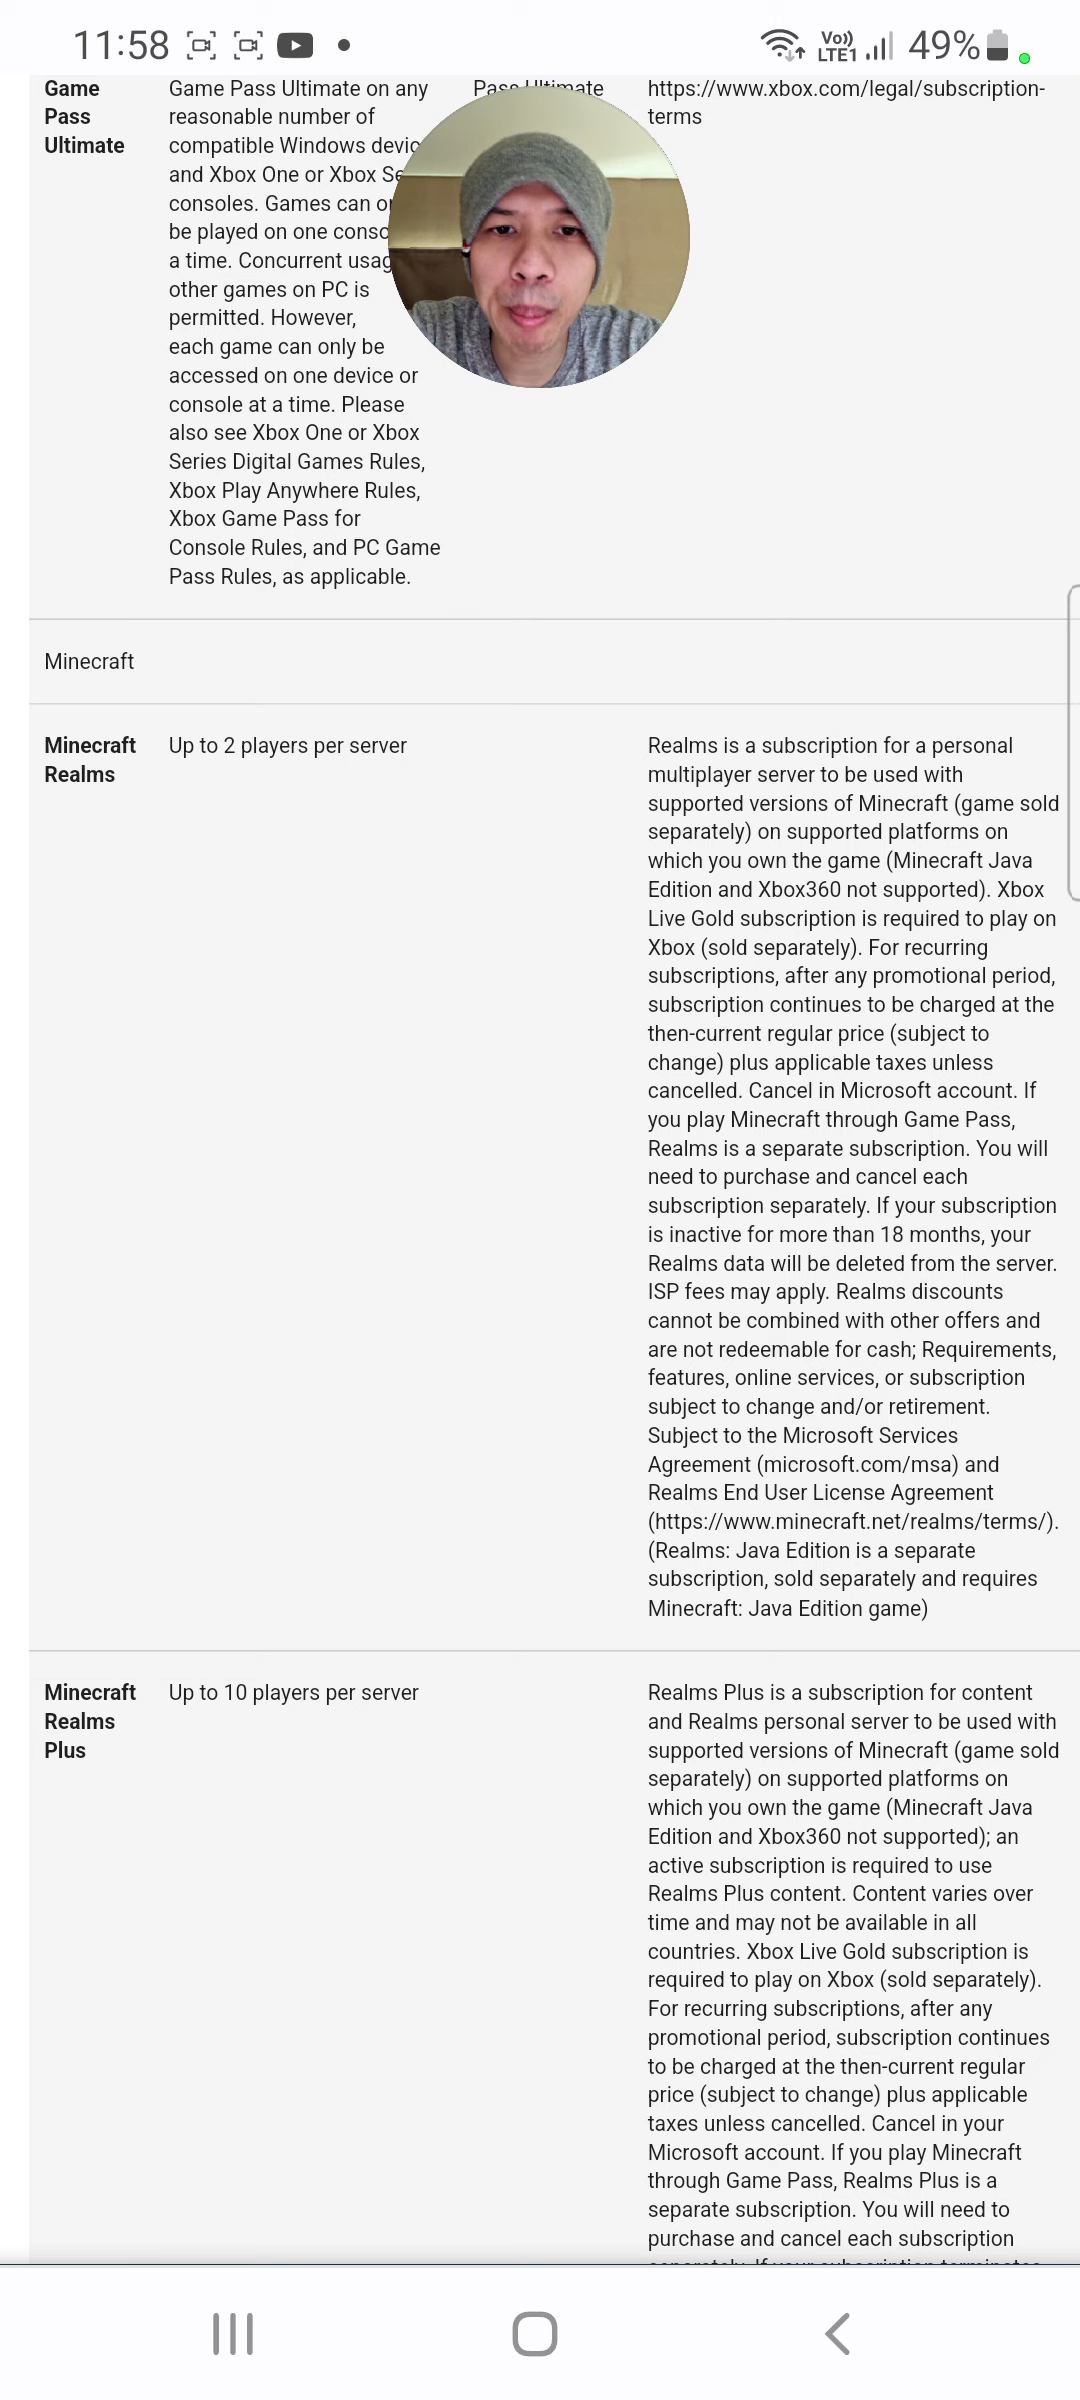 11:58
Vo)) LTE1
49%
Game Pass Ultimate
Game Pass Ultimate on any
reasonable number of
compatible Windows
and Xbox One or Xbox
consoles. Games can
be played on one
a time. Concurrent
other games on PC is
permitted. However,
each game can only be
accessed on one device or
console at a time. Please
also see Xbox One or Xbox
Series Digital Games Rules,
Xbox Play Anywhere Rules,
Xbox Game Pass for
Console Rules, and PC Game
Pass Rules, as applicable.
Pass Ultimate
https://www.xbox.com/legal/subscription-
terms
Minecraft
Minecraft
Realms
Up to 2 players per server
Realms is a subscription for a personal
multiplayer server to be used with
supported versions of Minecraft (game sold
separately) on supported platforms on
which you own the game (Minecraft Java
Edition and Xbox360 not supported). Xbox
Live Gold subscription is required to play on
Xbox (sold separately). For recurring
subscriptions, after any promotional period,
subscription continues to be charged at the
then-current regular price (subject to
change) plus applicable taxes unless
cancelled. Cancel in Microsoft account. If
you play Minecraft through Game Pass,
Realms is a separate subscription. You will
need to purchase and cancel each
subscription separately. If your subscription
is inactive for more than 18 months, your
Realms data will be deleted from the server.
ISP fees may apply. Realms discounts
cannot be combined with other offers and
are not redeemable for cash; Requirements,
features, online services, or subscription
subject to change and/or retirement.
Subject to the Microsoft Services
Agreement (microsoft.com/msa) and
Realms End User License Agreement
(https://www.minecraft.net/realms/terms/).
(Realms: Java Edition is a separate
subscription, sold separately and requires
Minecraft: Java Edition game)
Minecraft
Realms
Plus
Up to 10 players per server
Realms Plus is a subscription for content
and Realms personal server to be used with
supported versions of Minecraft (game sold
separately) on supported platforms on
which you own the game (Minecraft Java
Edition and Xbox360 not supported); an
active subscription is required to use
Realms Plus content. Content varies over
time and may not be available in all
countries. Xbox Live Gold subscription is
required to play on Xbox (sold separately).
For recurring subscriptions, after any
promotional period, subscription continues
to be charged at the then-current regular
price (subject to change) plus applicable
taxes unless cancelled. Cancel in your
Microsoft account. If you play Minecraft
through Game Pass, Realms Plus is a
separate subscription. You will need to
purchase and cancel each subscription